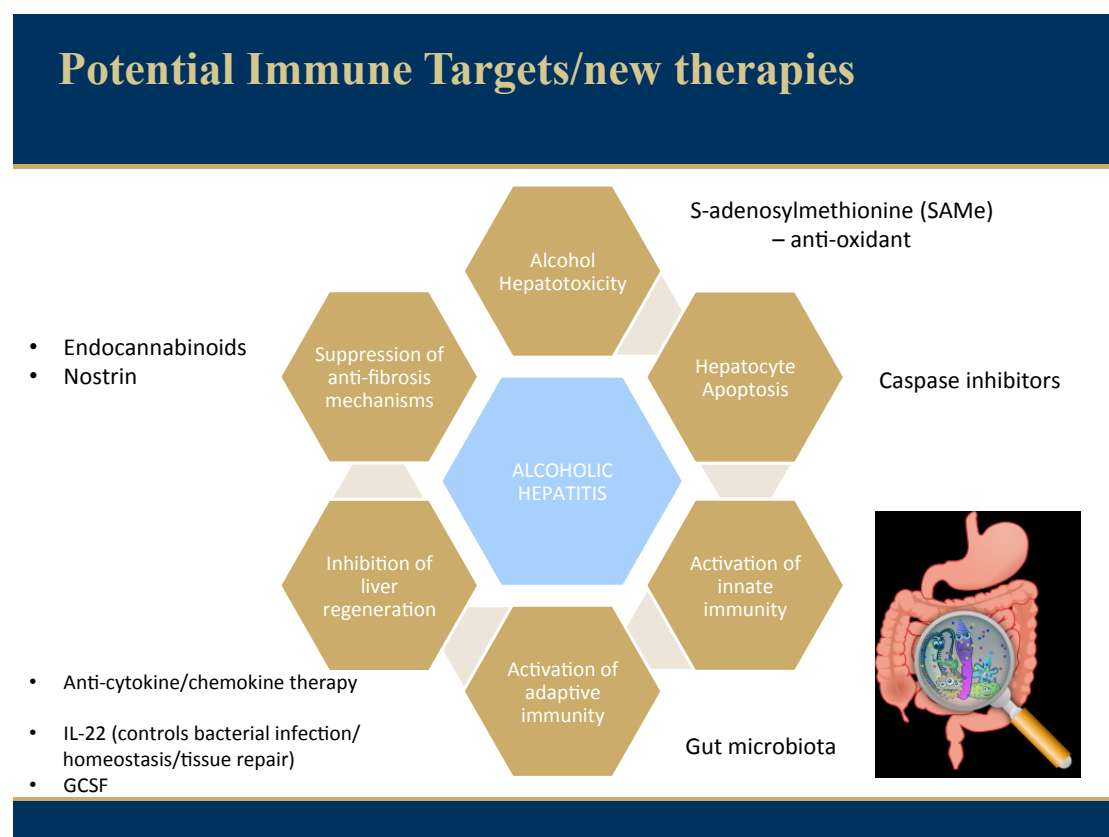 Potential Immune Targets/new therapies
S-adenosylmethionine (SAMe)
– anti-oxidant
Alcohol
Hepatotoxicity
• Endocannabinoids
• Nostrin
Suppression of
anti-fibrosis
mechanisms
Hepatocyte
Apoptosis
Caspase inhibitors
ALCOHOLIC
HEPATITIS
Inhibition of
liver
regeneration
Activation of
innate
immunity
Activation of
adaptive
immunity
• Anti-cytokine/chemokine therapy
• IL-22 (controls bacterial infection/
homeostasis/tissue repair)
• GCSF
Gut microbiota